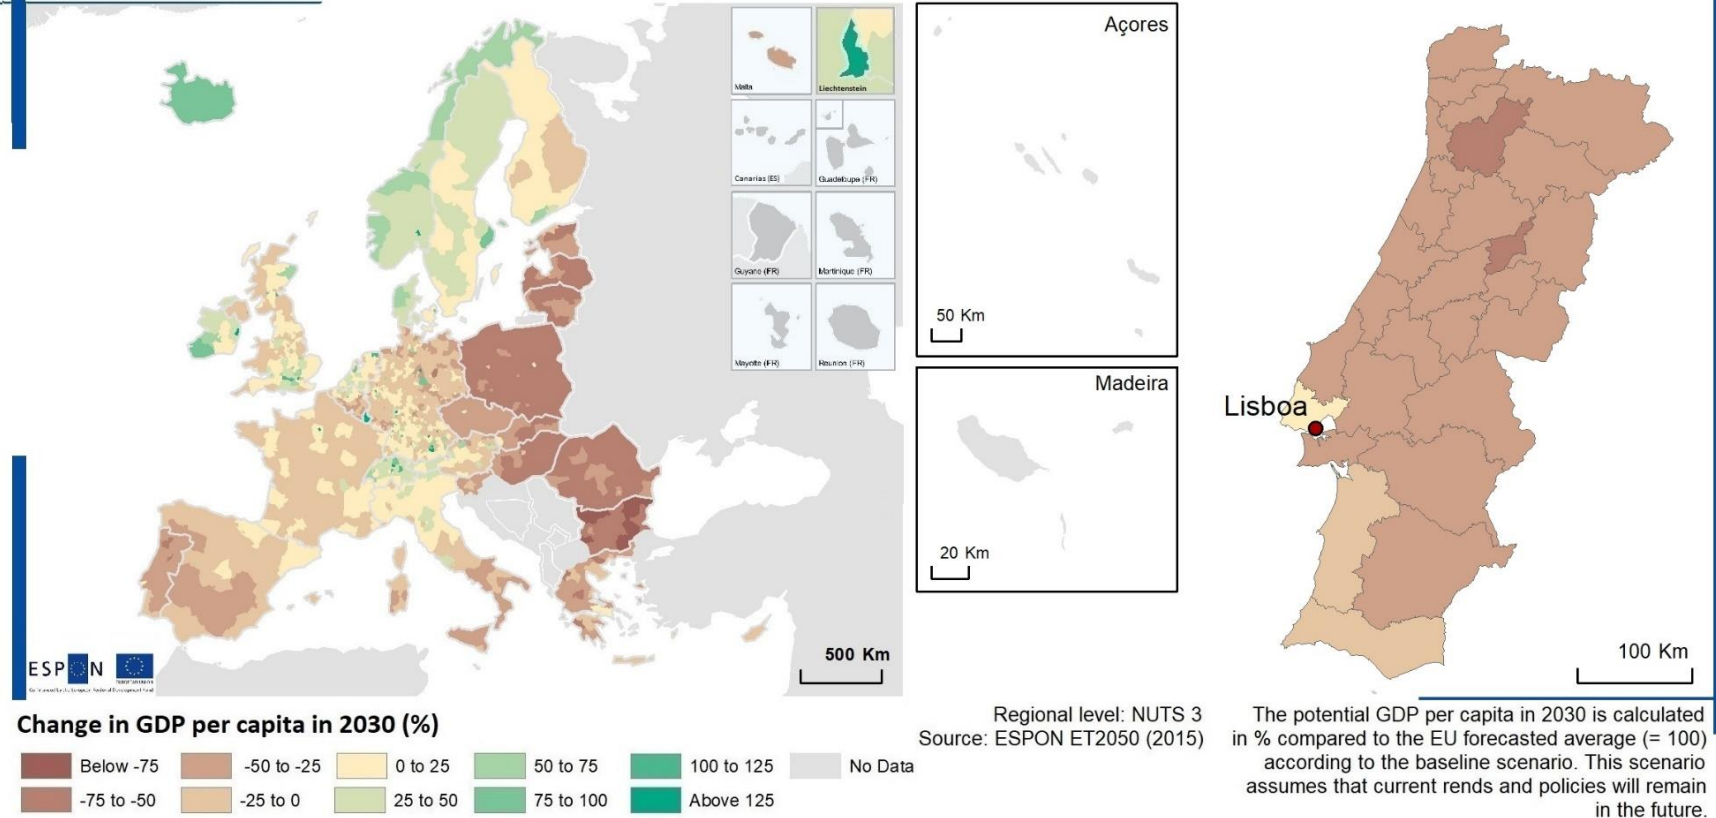 Malta
Liechtenstein
Canarias (ES)
Guadeloupe (FR)
Guyane (FR)
Martinique (FR)
Mayotte (FR)
Reunion (FR)
ESPON
500 Km
Açores
50 Km
Madeira
20 Km
Lisboa
100 Km
Change in GDP per capita in 2030 (%)
Below -75
-50 to -25
0 to 25
50 to 75
100 to 125
No Data
-75 to -50
-25 to 0
25 to 50
75 to 100
Above 125
Regional level: NUTS 3
Source: ESPON ET2050 (2015)
The potential GDP per capita in 2030 is calculated
in % compared to the EU forecasted average (= 100)
according to the baseline scenario. This scenario
assumes that current rends and policies will remain
in the future.